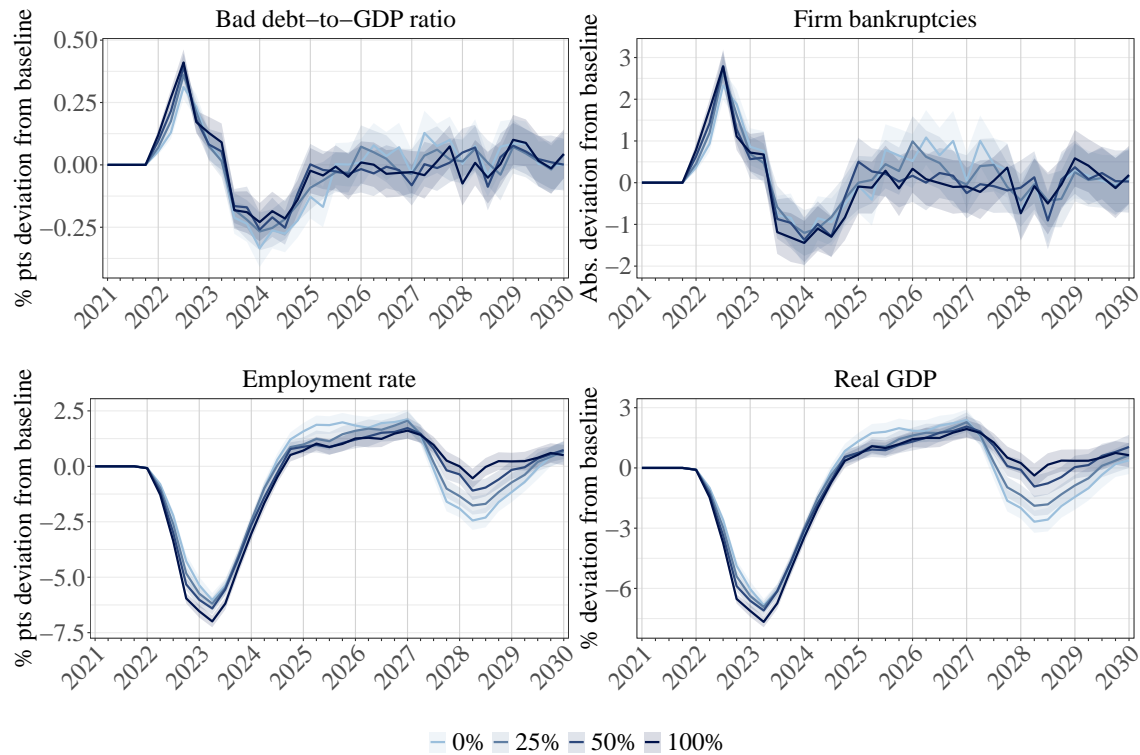 Bad debt−to−GDP ratio
% pts deviation from baseline
0.50
0.25
0.00
−0.25
2021 2022 2023 2024 2025 2026 2027 2028 2029 2030
Firm bankruptcies
Abs. deviation from baseline
3
2
1
0
−1
−2
2021 2022 2023 2024 2025 2026 2027 2028 2029 2030
Employment rate
% pts deviation from baseline
2.5
0.0
−2.5
−5.0
−7.5
2021 2022 2023 2024 2025 2026 2027 2028 2029 2030
Real GDP
% deviation from baseline
3
0
−3
−6
2021 2022 2023 2024 2025 2026 2027 2028 2029 2030
0% 25% 50% 100%